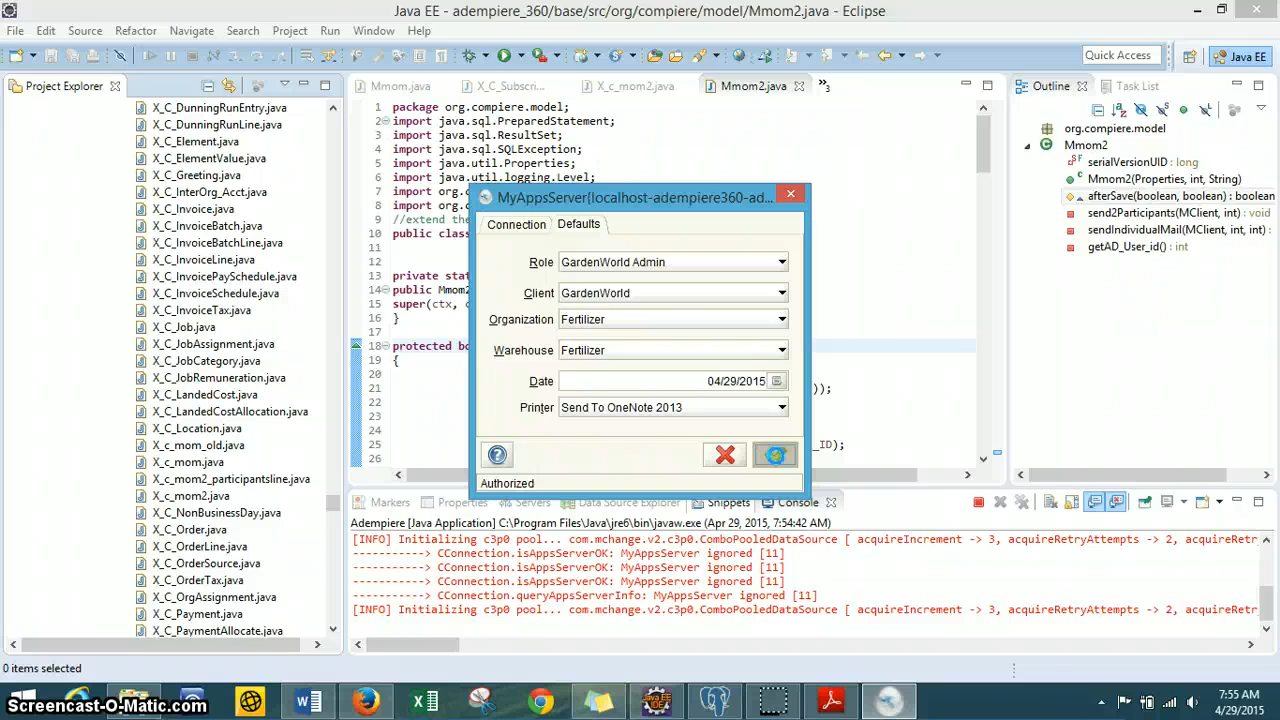 Java EE - adempiere_360/base/src/org/compiere/model/Mmom2.java - Eclipse
File Edit Source Refactor Navigate Search Project Run Window Help
Quick Access
Java EE
Project Explorer
Mmom.java X_C_Subscri... X_c_mom2.java Mmom2.java »3
Outline Task List
X_C_DunningRunEntry.java
X_C_DunningRunLine.java
X_C_Element.java
X_C_ElementValue.java
X_C_Greeting.java
X_C_InterOrg_Acct.java
X_C_Invoice.java
X_C_InvoiceBatch.java
X_C_InvoiceBatchLine.java
X_C_InvoiceLine.java
X_C_InvoicePaySchedule.java
X_C_InvoiceSchedule.java
X_C_InvoiceTax.java
X_C_Job.java
X_C_JobAssignment.java
X_C_JobCategory.java
X_C_JobRemuneration.java
X_C_LandedCost.java
X_C_LandedCostAllocation.java
X_C_Location.java
X_c_mom_old.java
X_c_mom.java
X_c_mom2_participantsline.java
X_c_mom2.java
X_C_NonBusinessDay.java
X_C_Order.java
X_C_OrderLine.java
X_C_OrderSource.java
X_C_OrderTax.java
X_C_OrgAssignment.java
X_C_Payment.java
X_C_PaymentAllocate.java
1 package org.compiere.model;
2 import java.sql.PreparedStatement;
3 import java.sql.ResultSet;
4 import java.sql.SQLException;
5 import java.util.Properties;
6 import java.util.logging.Level;
7 import org
8 import org
9 //extend the
10 public class
11
12
13 private stat
14 public Mmom2
15 super(ctx,
16 }
17
18 protected bo
19 {
20
21 ));
22
23
24
25 _ID);
26
MyAppsServer{localhost-adempiere360-ad...
Connection Defaults
Role GardenWorld Admin
Client GardenWorld
Organization Fertilizer
Warehouse Fertilizer
Date 04/29/2015
Printer Send To OneNote 2013
Authorized
org.compiere.model
Mmom2
serialVersionUID : long
Mmom2(Properties, int, String)
afterSave(boolean, boolean) : boolean
send2Participants(MClient, int) : void
sendIndividualMail(MClient, int, int) :
getAD_User_id() : int
Markers Properties Servers Data Source Explorer Snippets Console
Adempiere [Java Application] C:\Program Files\Java\jre6\bin\javaw.exe (Apr 29, 2015, 7:54:42 AM)
[INFO] Initializing c3p0 pool... com.mchange.v2.c3p0.ComboPooledDataSource [ acquireIncrement -> 3, acquireRetryAttempts -> 2, acquireRet
-----------> CConnection.isAppsServerOK: MyAppsServer ignored [11]
-----------> CConnection.isAppsServerOK: MyAppsServer ignored [11]
-----------> CConnection.isAppsServerOK: MyAppsServer ignored [11]
-----------> CConnection.queryAppsServerInfo: MyAppsServer ignored [11]
[INFO] Initializing c3p0 pool... com.mchange.v2.c3p0.ComboPooledDataSource [ acquireIncrement -> 3, acquireRetryAttempts -> 2, acquireRet
0 items selected
Screencast-O-Matic.com
7:55 AM
4/29/2015